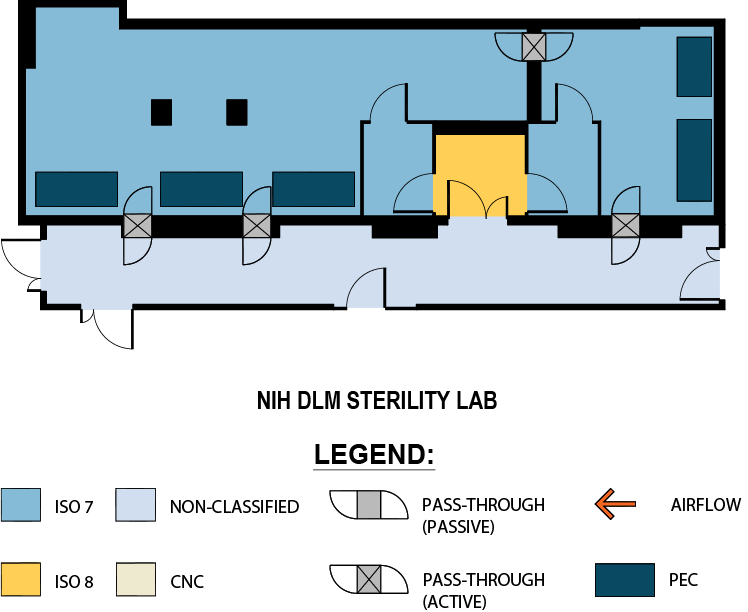 NIH DLM STERILITY LAB
LEGEND:
ISO 7
NON-CLASSIFIED
PASS-THROUGH
(PASSIVE)
AIRFLOW
ISO 8
CNC
PASS-THROUGH
(ACTIVE)
PEC